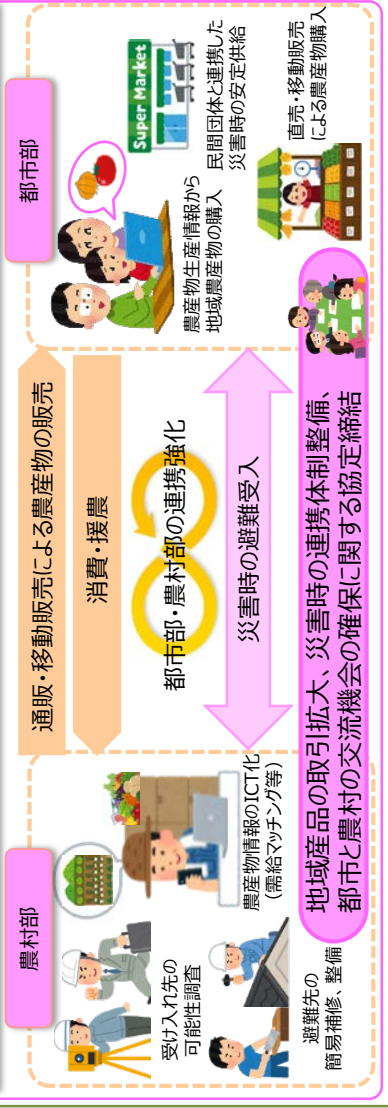 農村部
受け入れ先の
可能性調査
農産物情報のICT化
(需給マッチング等)
避難先の
簡易補修、整備
通販・移動販売による農産物の販売
消費・援農
都市部・農村部の連携強化
災害時の避難受入
都市部
農産物生産情報から
地域農産物の購入
Super Market
民間団体と連携した
災害時の安定供給
直売・移動販売
による農産物購入
地域産品の取引拡大、災害時の連携体制整備、
都市と農村の交流機会の確保に関する協定締結